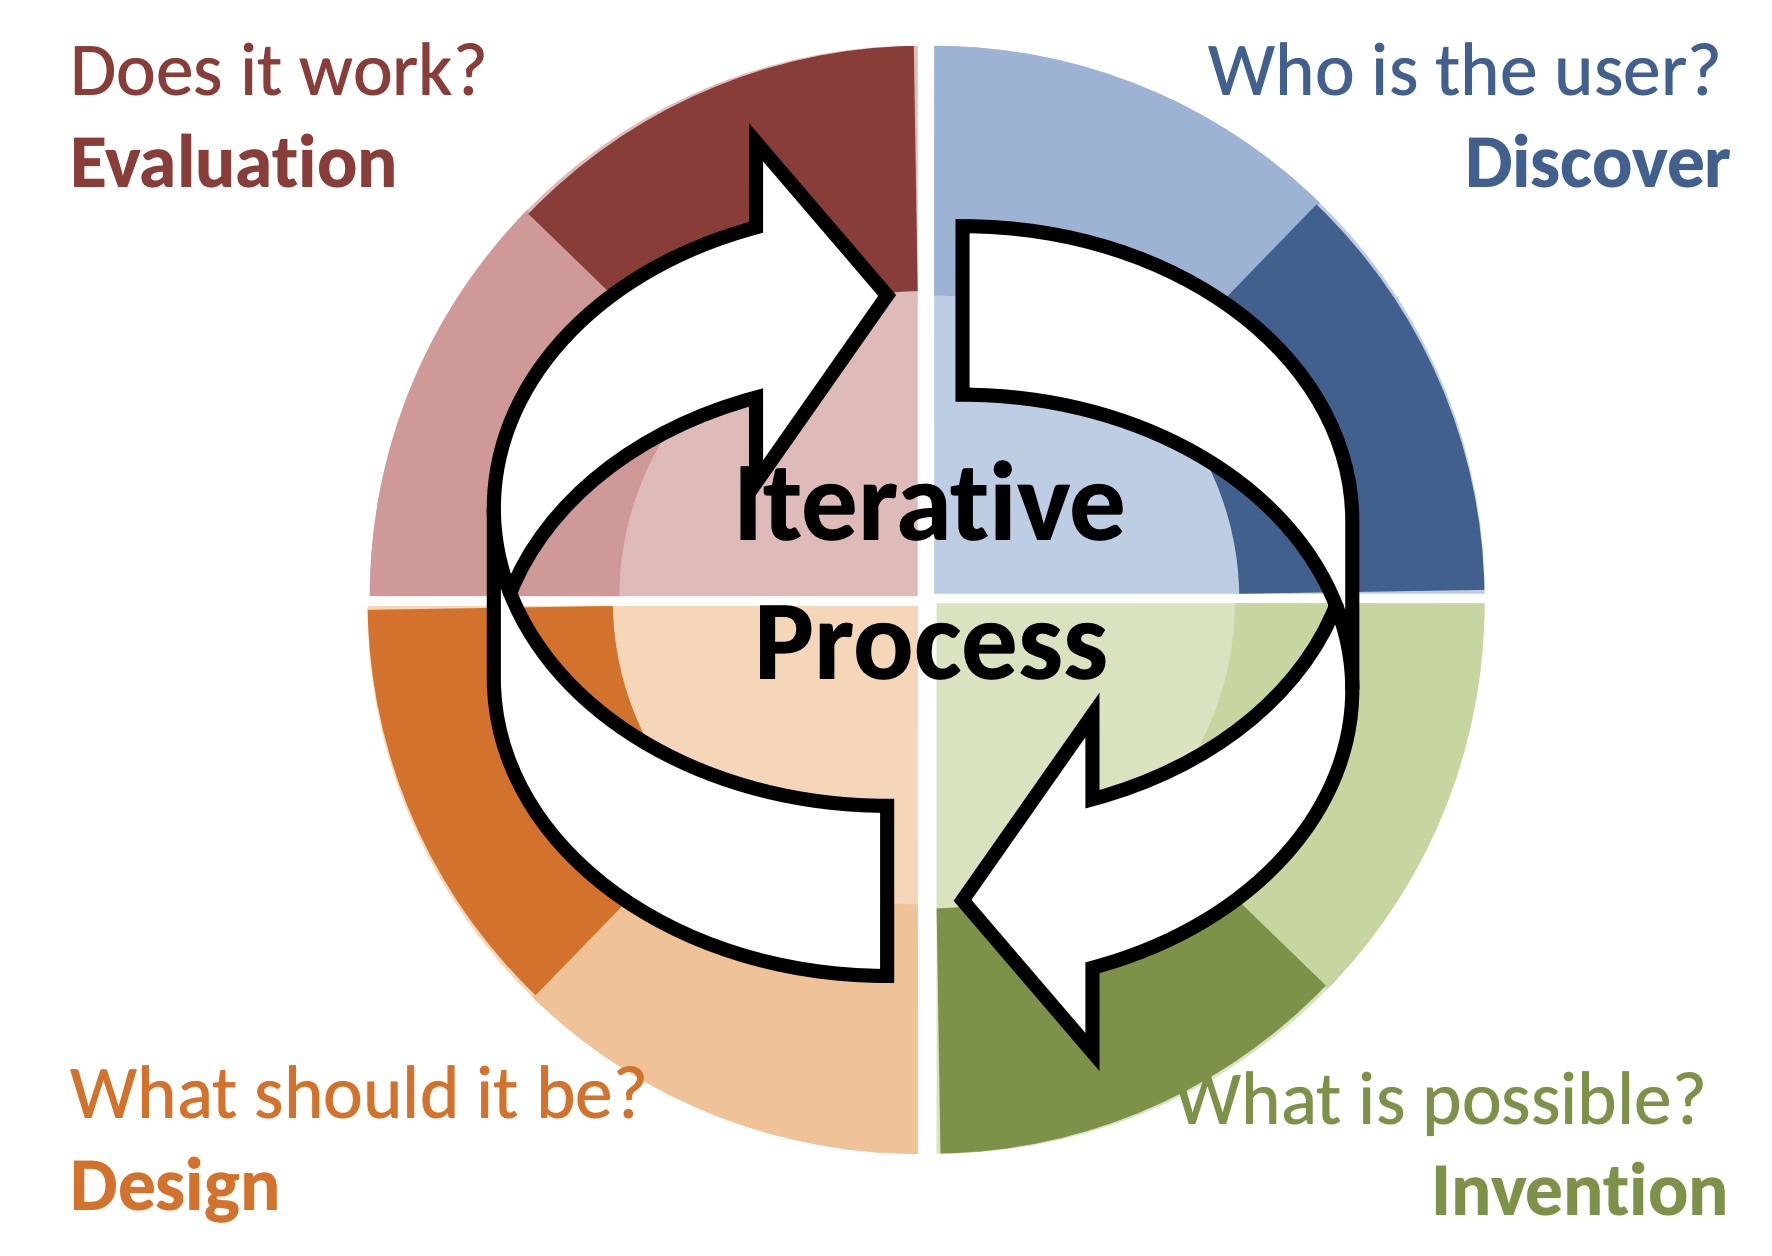 Does it work?
Evaluation
Who is the user?
Discover
Iterative
Process
What should it be?
Design
What is possible?
Invention